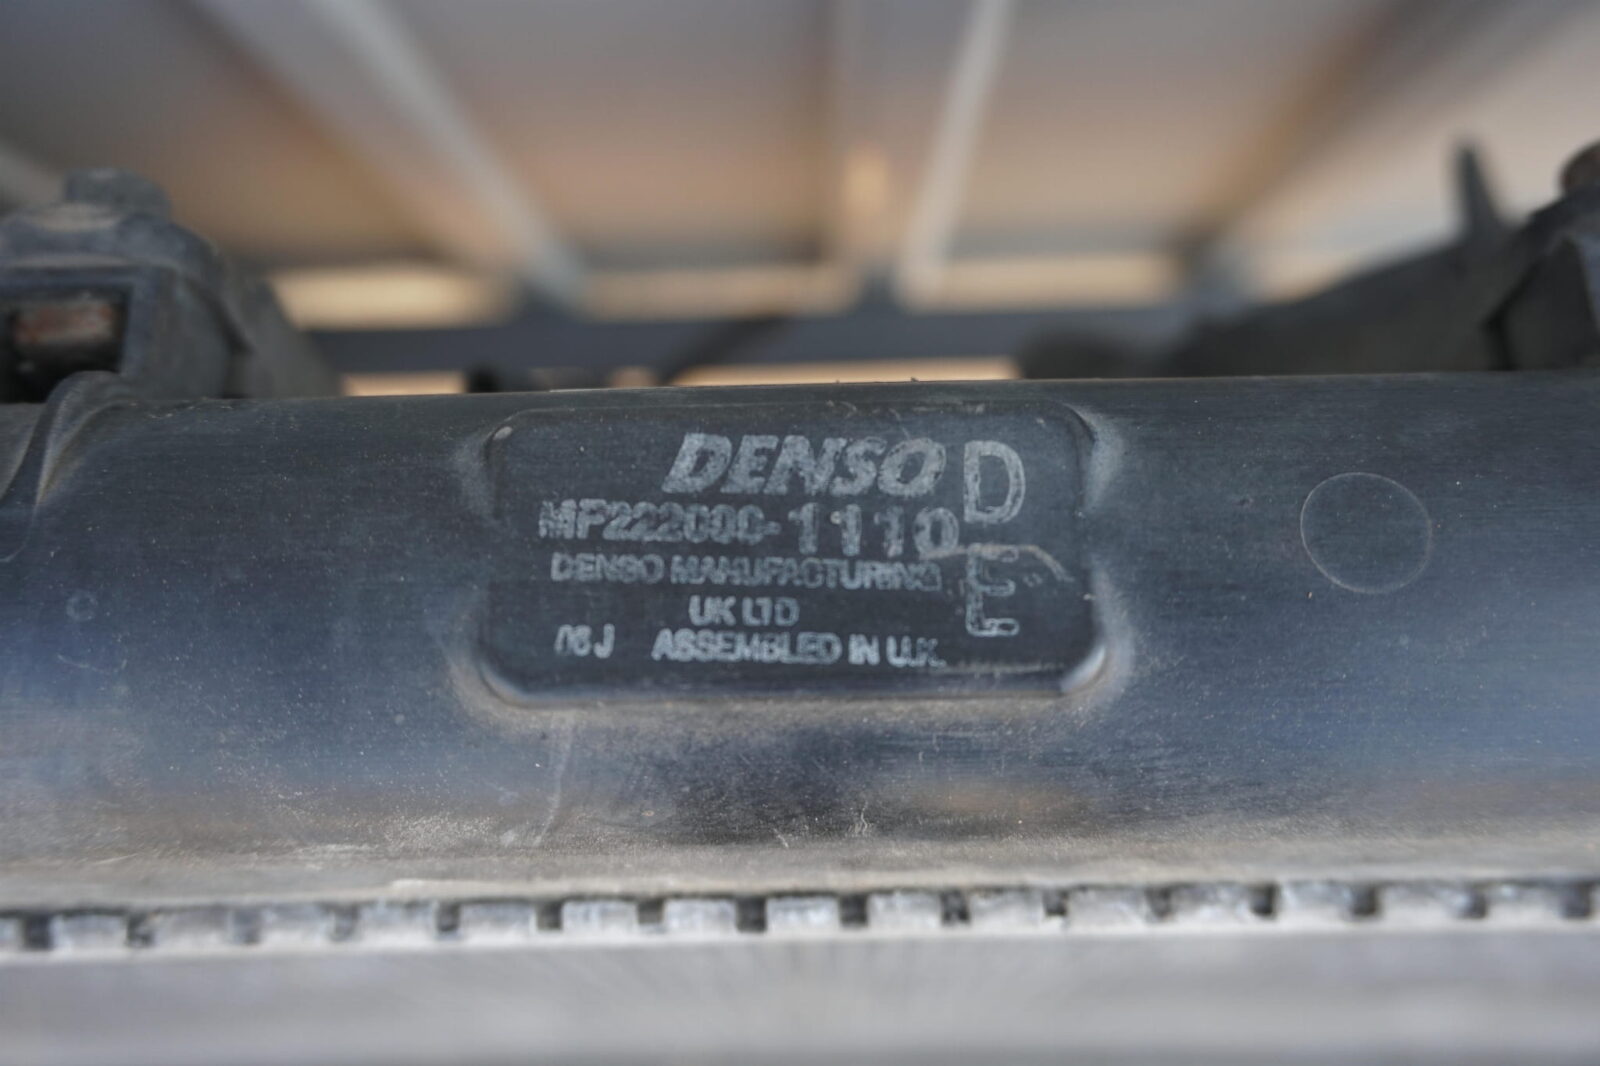 DENSO D
MF222000-1110
DENSO MANUFACTURING E
UK LTD
06J ASSEMBLED IN U.K.